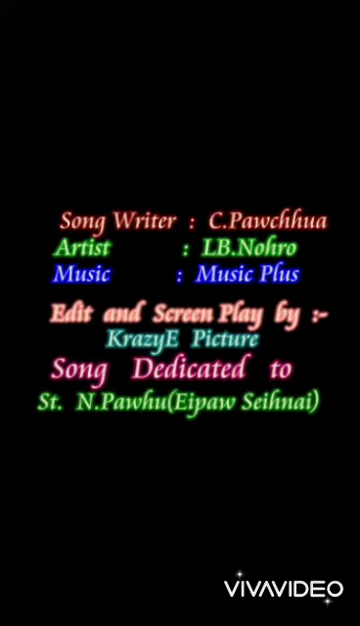 Song Writer : C.Pawchhua
Artist : LB.Nohro
Music : Music Plus
Edit and Screen Play by :-
KrazyE Picture
Song Dedicated to
St. N.Pawhu(Eipaw Seihnai)
VIVAVIDEO